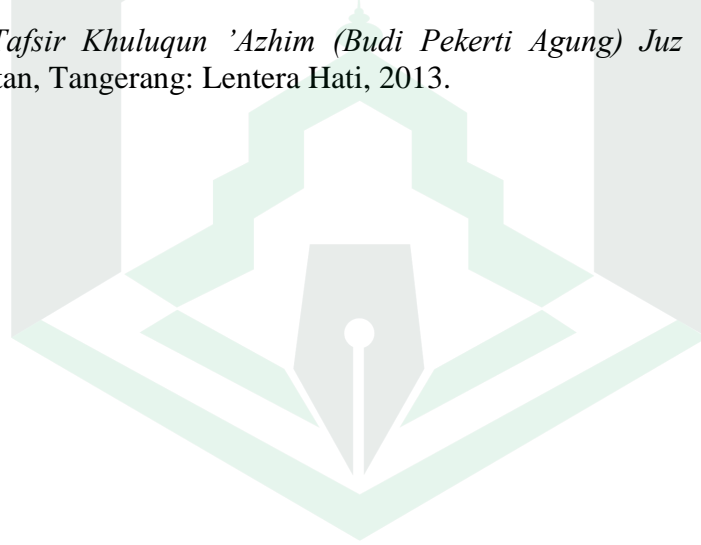 Tafsir Khuluqun ’Azhim (Budi Pekerti Agung) Juz
tan, Tangerang: Lentera Hati, 2013.